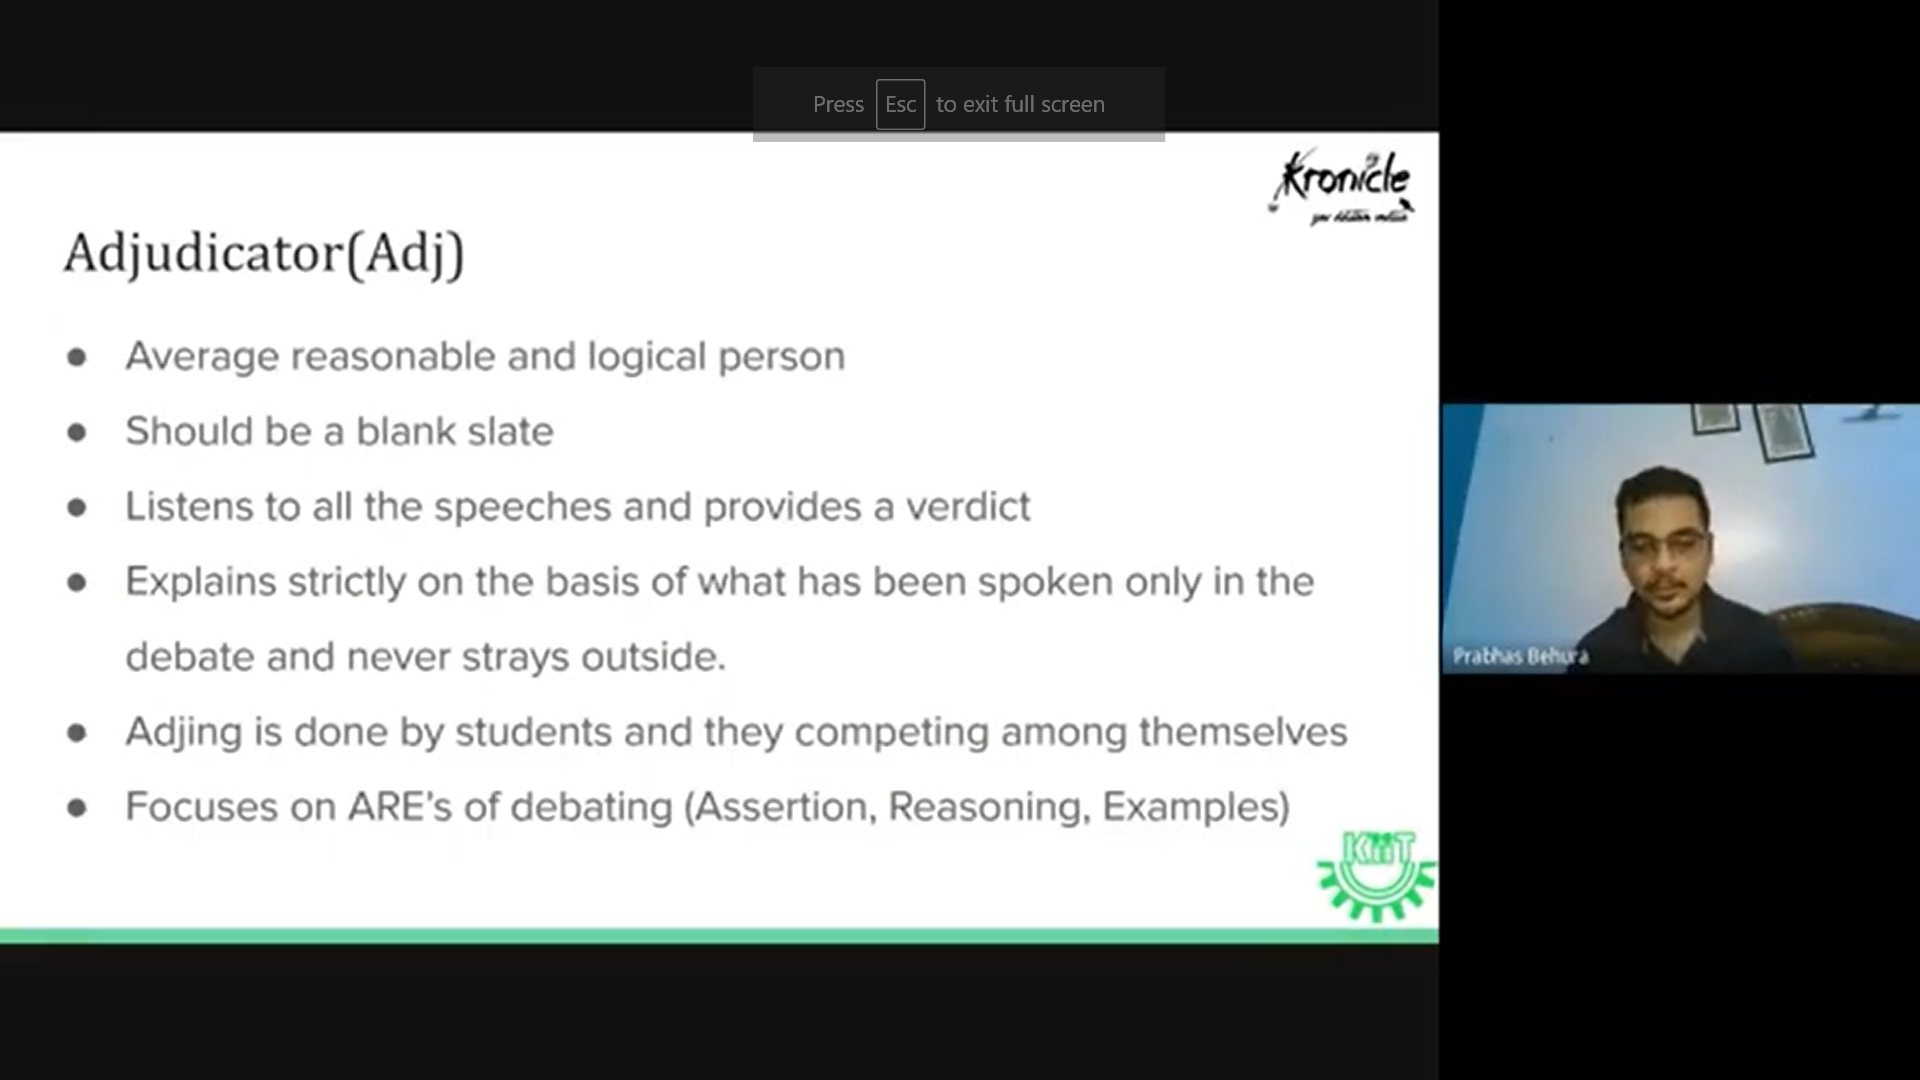 Press Esc to exit full screen
Kronicle
Adjudicator(Adj)
● Average reasonable and logical person
● Should be a blank slate
● Listens to all the speeches and provides a verdict
● Explains strictly on the basis of what has been spoken only in the
debate and never strays outside.
● Adjing is done by students and they competing among themselves
● Focuses on ARE's of debating (Assertion, Reasoning, Examples)
KIIT
Prabhas Behura